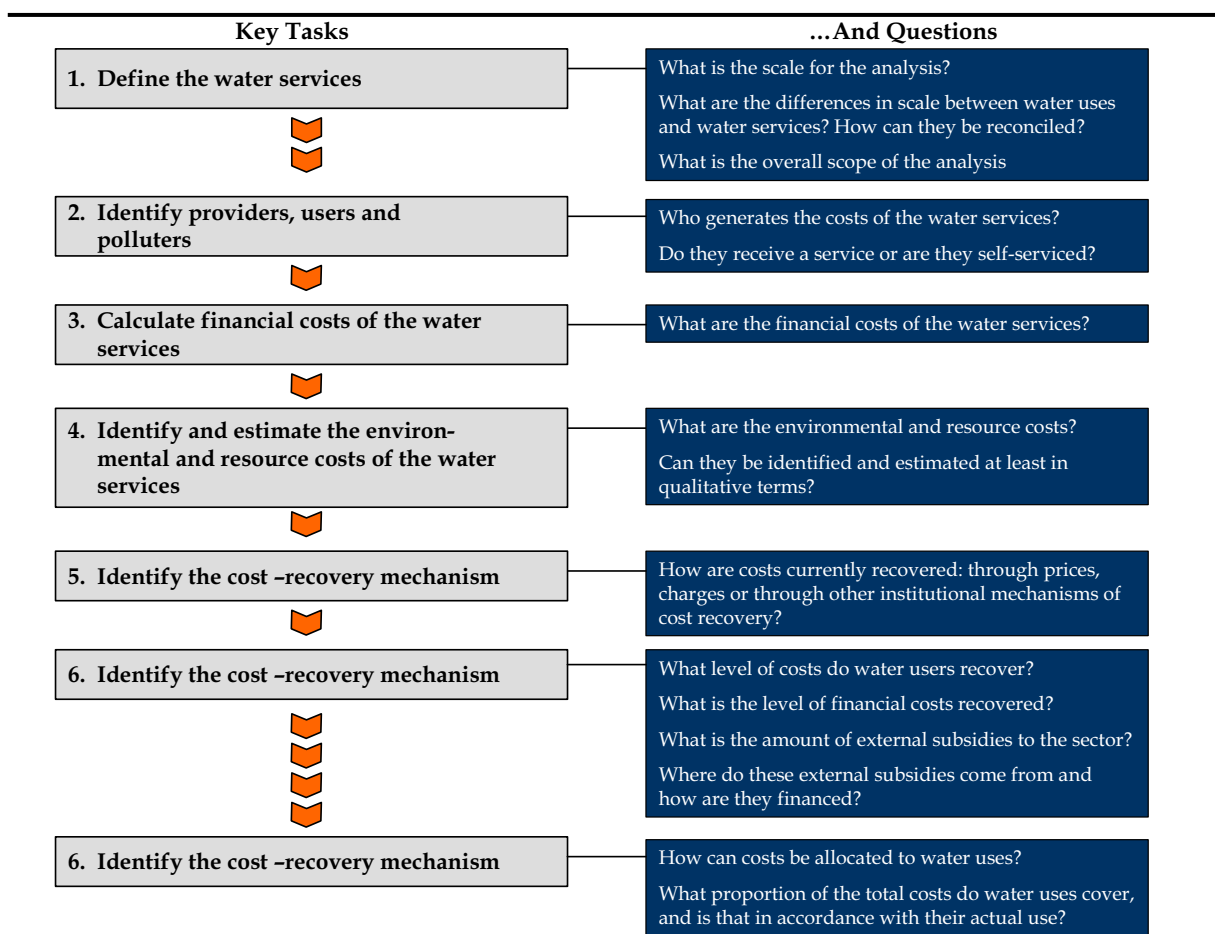 Key Tasks
…And Questions
1. Define the water services
What is the scale for the analysis?
What are the differences in scale between water uses
and water services? How can they be reconciled?
What is the overall scope of the analysis
2. Identify providers, users and
polluters
Who generates the costs of the water services?
Do they receive a service or are they self-serviced?
3. Calculate financial costs of the water
services
What are the financial costs of the water services?
4. Identify and estimate the environ-
mental and resource costs of the water
services
What are the environmental and resource costs?
Can they be identified and estimated at least in
qualitative terms?
5. Identify the cost –recovery mechanism
How are costs currently recovered: through prices,
charges or through other institutional mechanisms of
cost recovery?
6. Identify the cost –recovery mechanism
What level of costs do water users recover?
What is the level of financial costs recovered?
What is the amount of external subsidies to the sector?
Where do these external subsidies come from and
how are they financed?
6. Identify the cost –recovery mechanism
How can costs be allocated to water uses?
What proportion of the total costs do water uses cover,
and is that in accordance with their actual use?